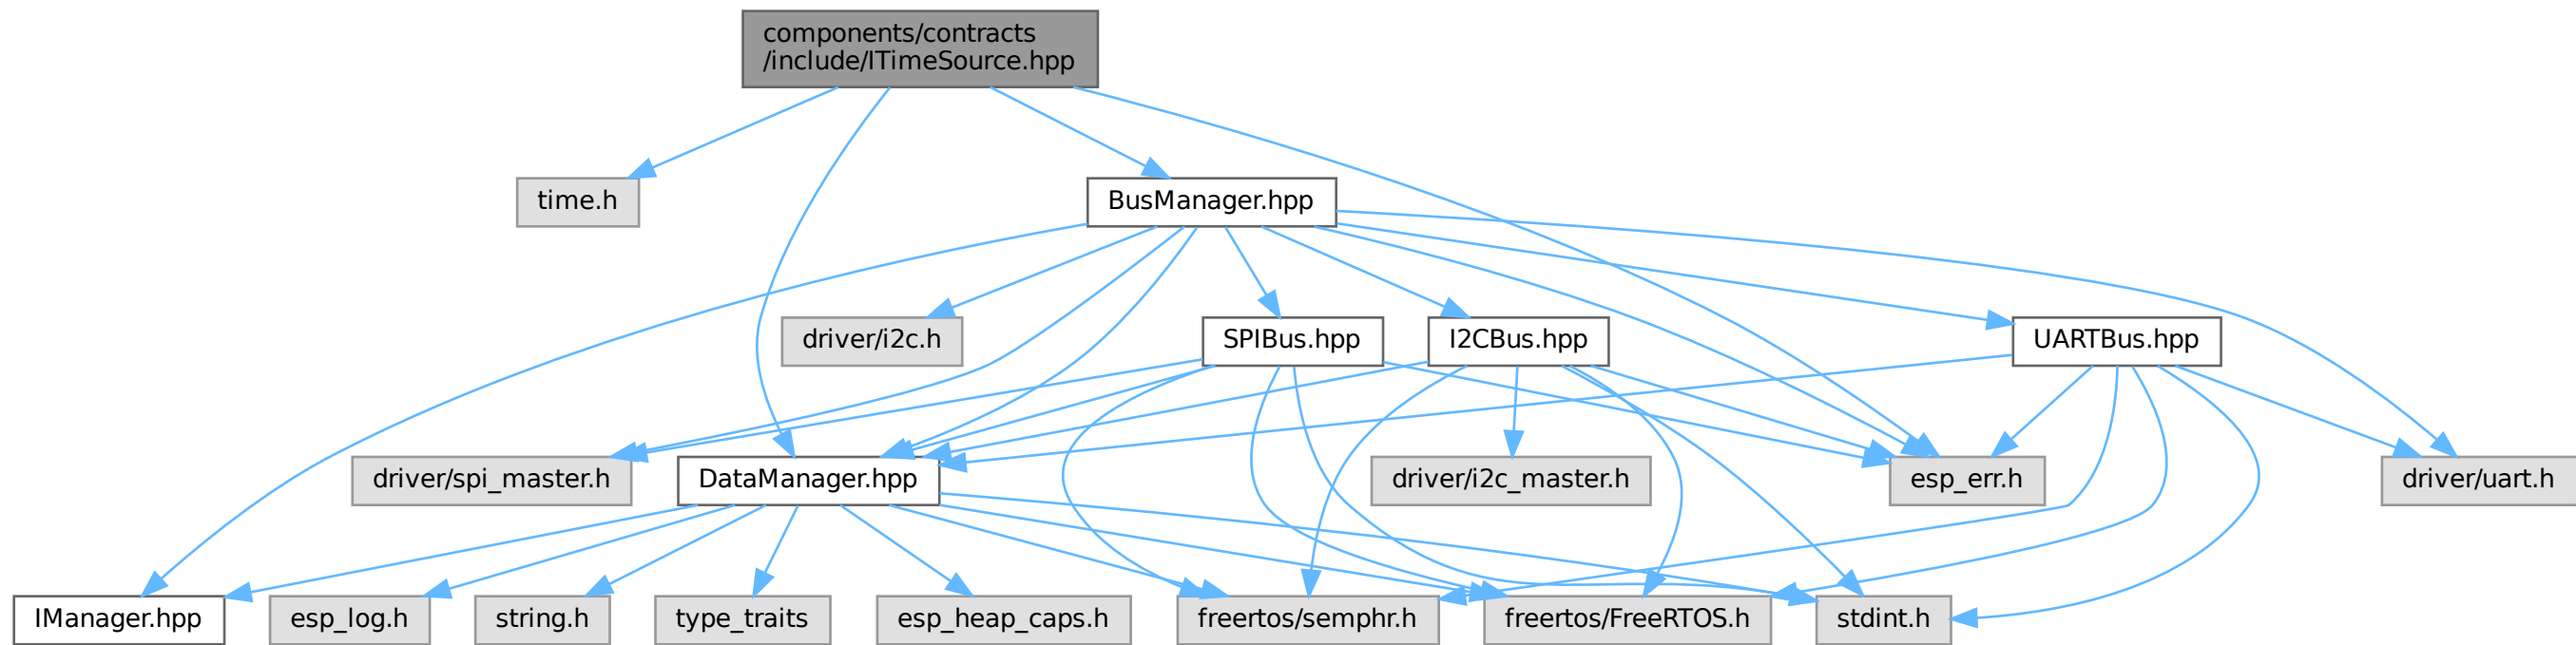 components/contracts
/include/ITimeSource.hpp
time.h
BusManager.hpp
driver/i2c.h
SPIBus.hpp
I2CBus.hpp
UARTBus.hpp
driver/spi_master.h
DataManager.hpp
driver/i2c_master.h
esp_err.h
driver/uart.h
IManager.hpp
esp_log.h
string.h
type_traits
esp_heap_caps.h
freertos/semphr.h
freertos/FreeRTOS.h
stdint.h